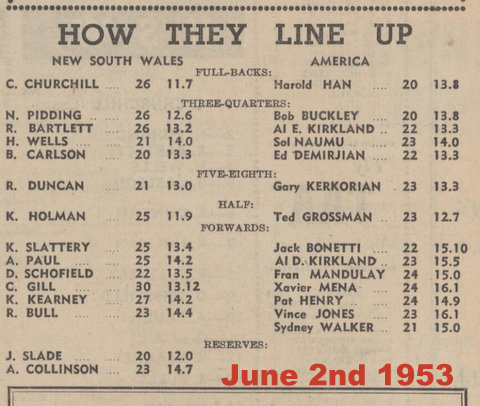 HOW THEY LINE UP
NEW SOUTH WALES AMERICA
FULL-BACKS:
C. CHURCHILL .... 26 11.7 Harold HAN .... 20 13.8
THREE-QUARTERS:
N. PIDDING .... 26 12.6 Bob BUCKLEY .... 20 13.8
R. BARTLETT .... 26 13.2 Al E. KIRKLAND .. 22 13.3
H. WELLS .... 21 14.0 Sol NAUMU .... 23 14.0
B. CARLSON .... 20 13.3 Ed DEMIRJIAN .... 22 13.3
FIVE-EIGHTH:
R. DUNCAN .... 21 13.0 Gary KERKORIAN .. 23 13.3
HALF:
K. HOLMAN .... 25 11.9 Ted GROSSMAN .. 23 12.7
FORWARDS:
K. SLATTERY .... 25 13.4 Jack BONETTI .... 22 15.10
A. PAUL .... 25 14.2 Al D. KIRKLAND .. 23 15.5
D. SCHOFIELD .... 22 13.5 Fran MANDULAY .. 24 15.0
C. GILL .... 30 13.12 Xavier MENA .... 24 16.1
K. KEARNEY .... 27 14.2 Pat HENRY .... 24 14.9
R. BULL .... 23 14.4 Vince JONES .... 23 16.1
Sydney WALKER .. 21 15.0
RESERVES:
J. SLADE .... 20 12.0
A. COLLINSON .. 23 14.7
June 2nd 1953